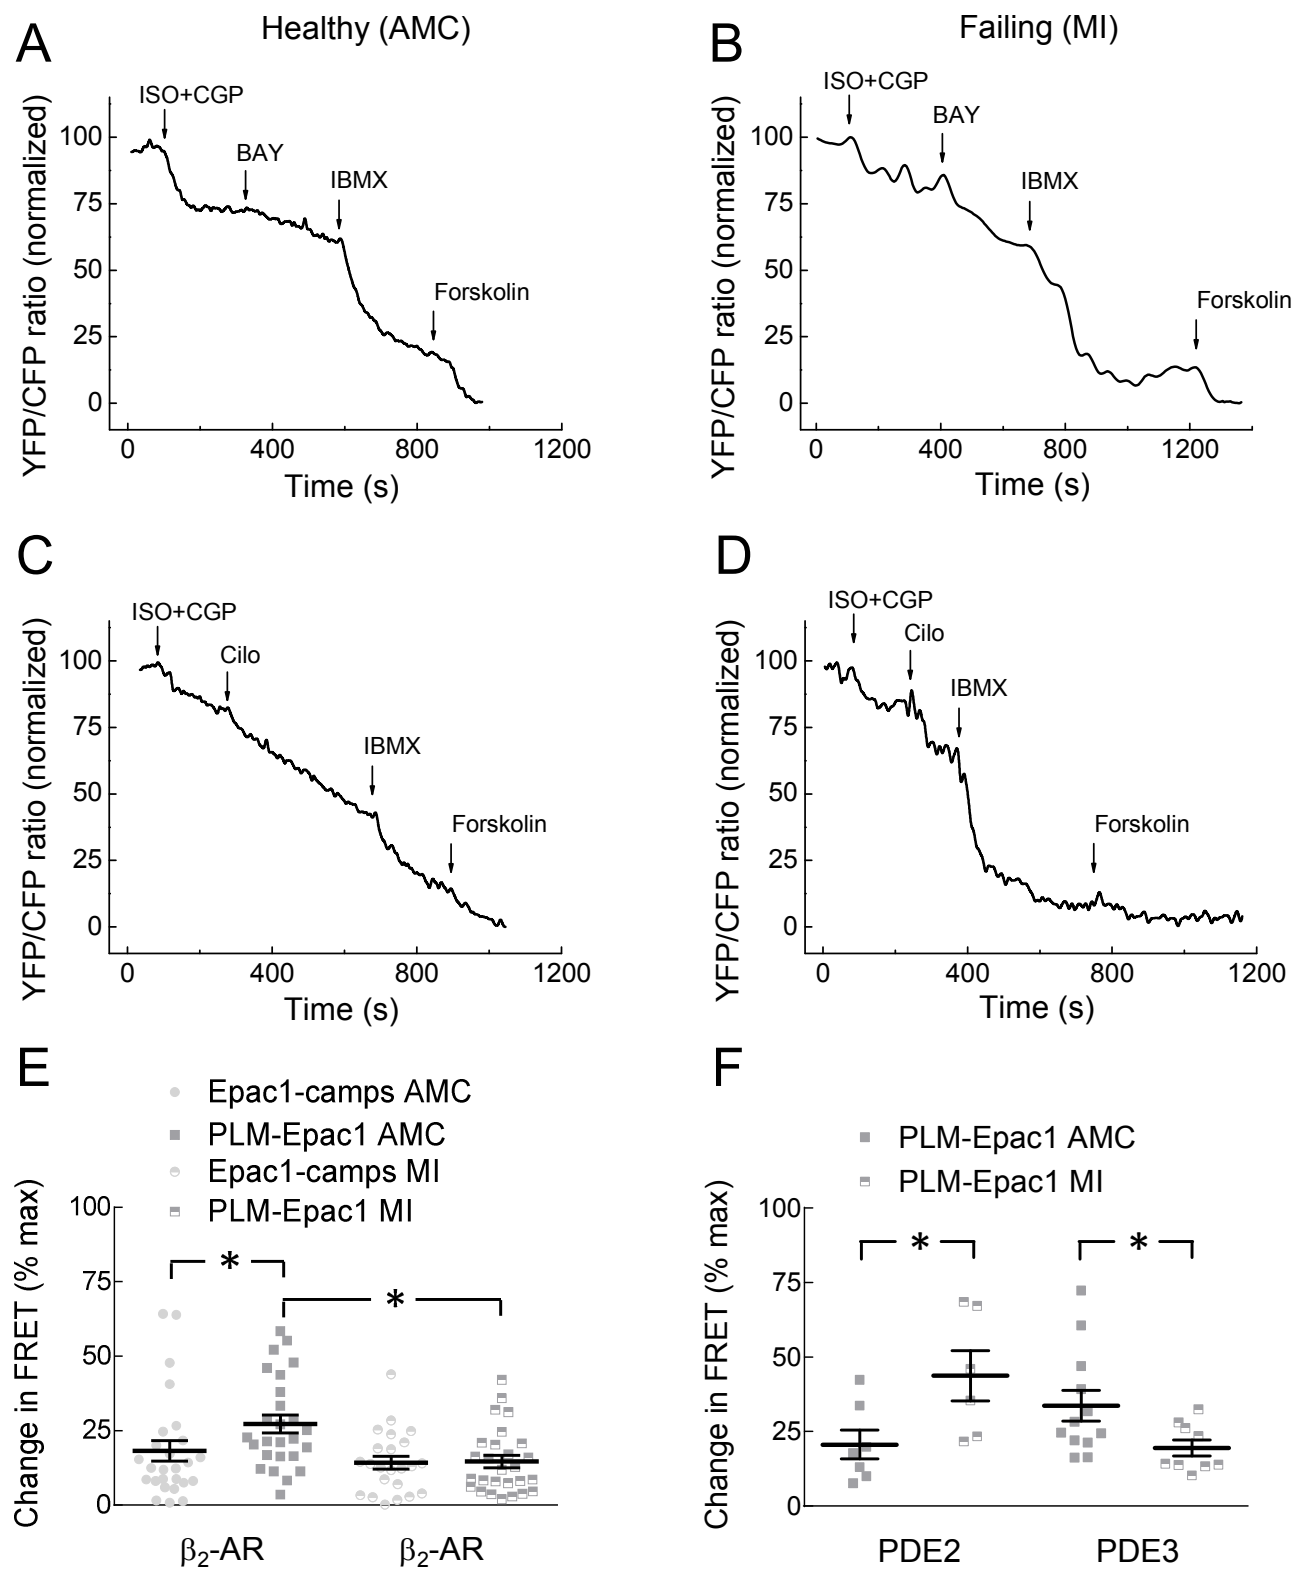 A
Healthy (AMC)
YFP/CFP ratio (normalized)
100
75
50
25
0
ISO+CGP
BAY
IBMX
Forskolin
0 400 800 1200
Time (s)
B
Failing (MI)
YFP/CFP ratio (normalized)
100
75
50
25
0
ISO+CGP
BAY
IBMX
Forskolin
0 400 800 1200
Time (s)
C
YFP/CFP ratio (normalized)
100
75
50
25
0
ISO+CGP
Cilo
IBMX
Forskolin
0 400 800 1200
Time (s)
D
YFP/CFP ratio (normalized)
100
75
50
25
0
ISO+CGP
Cilo
IBMX
Forskolin
0 400 800 1200
Time (s)
E
Epac1-camps AMC
PLM-Epac1 AMC
Epac1-camps MI
PLM-Epac1 MI
Change in FRET (% max)
100
75
50
25
0
*
*
β₂-AR β₂-AR
F
PLM-Epac1 AMC
PLM-Epac1 MI
Change in FRET (% max)
100
75
50
25
0
* *
PDE2 PDE3